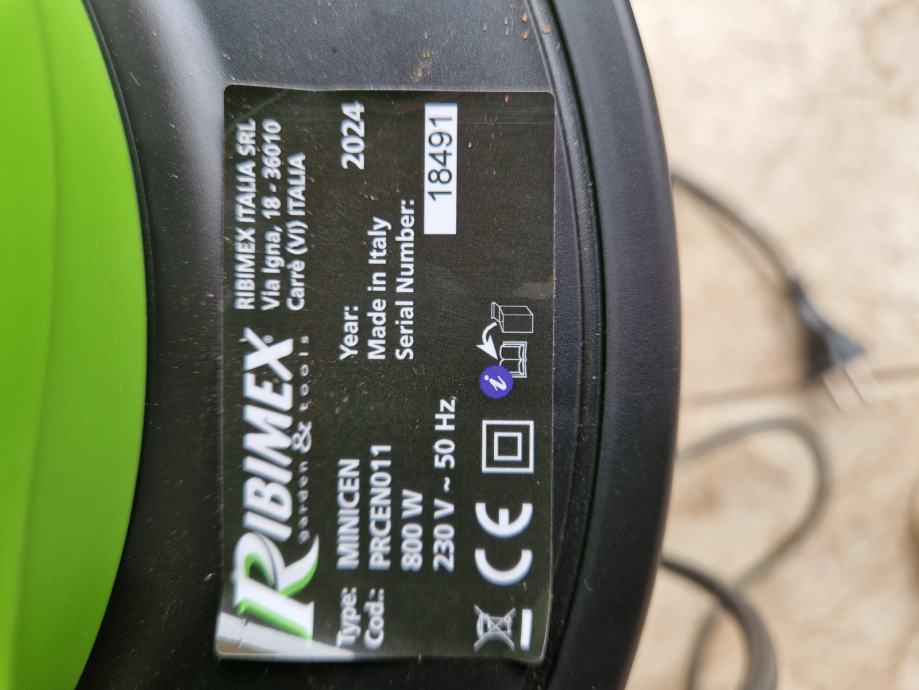 RIBIMEX
garden & tools
RIBIMEX ITALIA SRL
Via Igna, 18 - 36010
Carrè (VI) ITALIA
Type: MINICEN
Cod.: PRCEN011
800 W
230 V ~ 50 Hz
Year: 2024
Made in Italy
Serial Number:
18491
CE
i